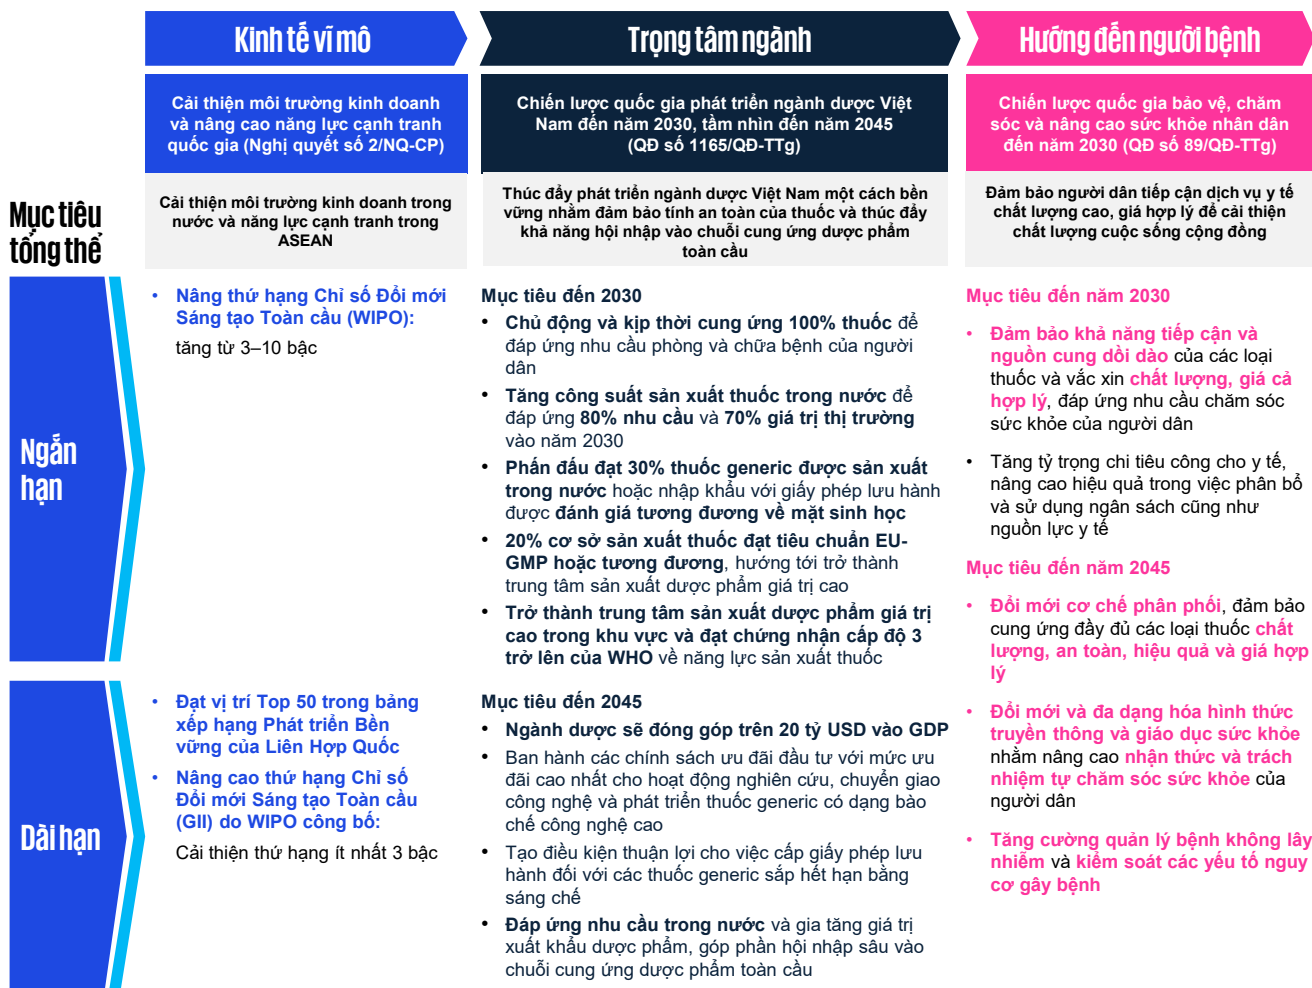 Kinh tế vĩ mô
Trọng tâm ngành
Hướng đến người bệnh
Cải thiện môi trường kinh doanh
và nâng cao năng lực cạnh tranh
quốc gia (Nghị quyết số 2/NQ-CP)
Chiến lược quốc gia phát triển ngành dược Việt
Nam đến năm 2030, tầm nhìn đến năm 2045
(QĐ số 1165/QĐ-TTg)
Chiến lược quốc gia bảo vệ, chăm
sóc và nâng cao sức khỏe nhân dân
đến năm 2030 (QĐ số 89/QĐ-TTg)
Mục tiêu
tổng thể
Cải thiện môi trường kinh doanh trong
nước và năng lực cạnh tranh trong
ASEAN
Thúc đẩy phát triển ngành dược Việt Nam một cách bền
vững nhằm đảm bảo tính an toàn của thuốc và thúc đẩy
khả năng hội nhập vào chuỗi cung ứng dược phẩm
toàn cầu
Đảm bảo người dân tiếp cận dịch vụ y tế
chất lượng cao, giá hợp lý để cải thiện
chất lượng cuộc sống cộng đồng
Ngắn
hạn
• Nâng thứ hạng Chỉ số Đổi mới
Sáng tạo Toàn cầu (WIPO):
tăng từ 3–10 bậc
Mục tiêu đến 2030
• Chủ động và kịp thời cung ứng 100% thuốc để
đáp ứng nhu cầu phòng và chữa bệnh của người
dân
• Tăng công suất sản xuất thuốc trong nước để
đáp ứng 80% nhu cầu và 70% giá trị thị trường
vào năm 2030
• Phấn đấu đạt 30% thuốc generic được sản xuất
trong nước hoặc nhập khẩu với giấy phép lưu hành
được đánh giá tương đương về mặt sinh học
• 20% cơ sở sản xuất thuốc đạt tiêu chuẩn EU-
GMP hoặc tương đương, hướng tới trở thành
trung tâm sản xuất dược phẩm giá trị cao
• Trở thành trung tâm sản xuất dược phẩm giá trị
cao trong khu vực và đạt chứng nhận cấp độ 3
trở lên của WHO về năng lực sản xuất thuốc
Mục tiêu đến năm 2030
• Đảm bảo khả năng tiếp cận và
nguồn cung dồi dào của các loại
thuốc và vắc xin chất lượng, giá cả
hợp lý, đáp ứng nhu cầu chăm sóc
sức khỏe của người dân
• Tăng tỷ trọng chi tiêu công cho y tế,
nâng cao hiệu quả trong việc phân bổ
và sử dụng ngân sách cũng như
nguồn lực y tế
Mục tiêu đến năm 2045
• Đổi mới cơ chế phân phối, đảm bảo
cung ứng đầy đủ các loại thuốc chất
lượng, an toàn, hiệu quả và giá hợp
lý
• Đổi mới và đa dạng hóa hình thức
truyền thông và giáo dục sức khỏe
nhằm nâng cao nhận thức và trách
nhiệm tự chăm sóc sức khỏe của
người dân
• Tăng cường quản lý bệnh không lây
nhiễm và kiểm soát các yếu tố nguy
cơ gây bệnh
Dài hạn
• Đạt vị trí Top 50 trong bảng
xếp hạng Phát triển Bền
vững của Liên Hợp Quốc
• Nâng cao thứ hạng Chỉ số
Đổi mới Sáng tạo Toàn cầu
(GII) do WIPO công bố:
Cải thiện thứ hạng ít nhất 3 bậc
Mục tiêu đến 2045
• Ngành dược sẽ đóng góp trên 20 tỷ USD vào GDP
• Ban hành các chính sách ưu đãi đầu tư với mức ưu
đãi cao nhất cho hoạt động nghiên cứu, chuyển giao
công nghệ và phát triển thuốc generic có dạng bào
chế công nghệ cao
• Tạo điều kiện thuận lợi cho việc cấp giấy phép lưu
hành đối với các thuốc generic sắp hết hạn bằng
sáng chế
• Đáp ứng nhu cầu trong nước và gia tăng giá trị
xuất khẩu dược phẩm, góp phần hội nhập sâu vào
chuỗi cung ứng dược phẩm toàn cầu